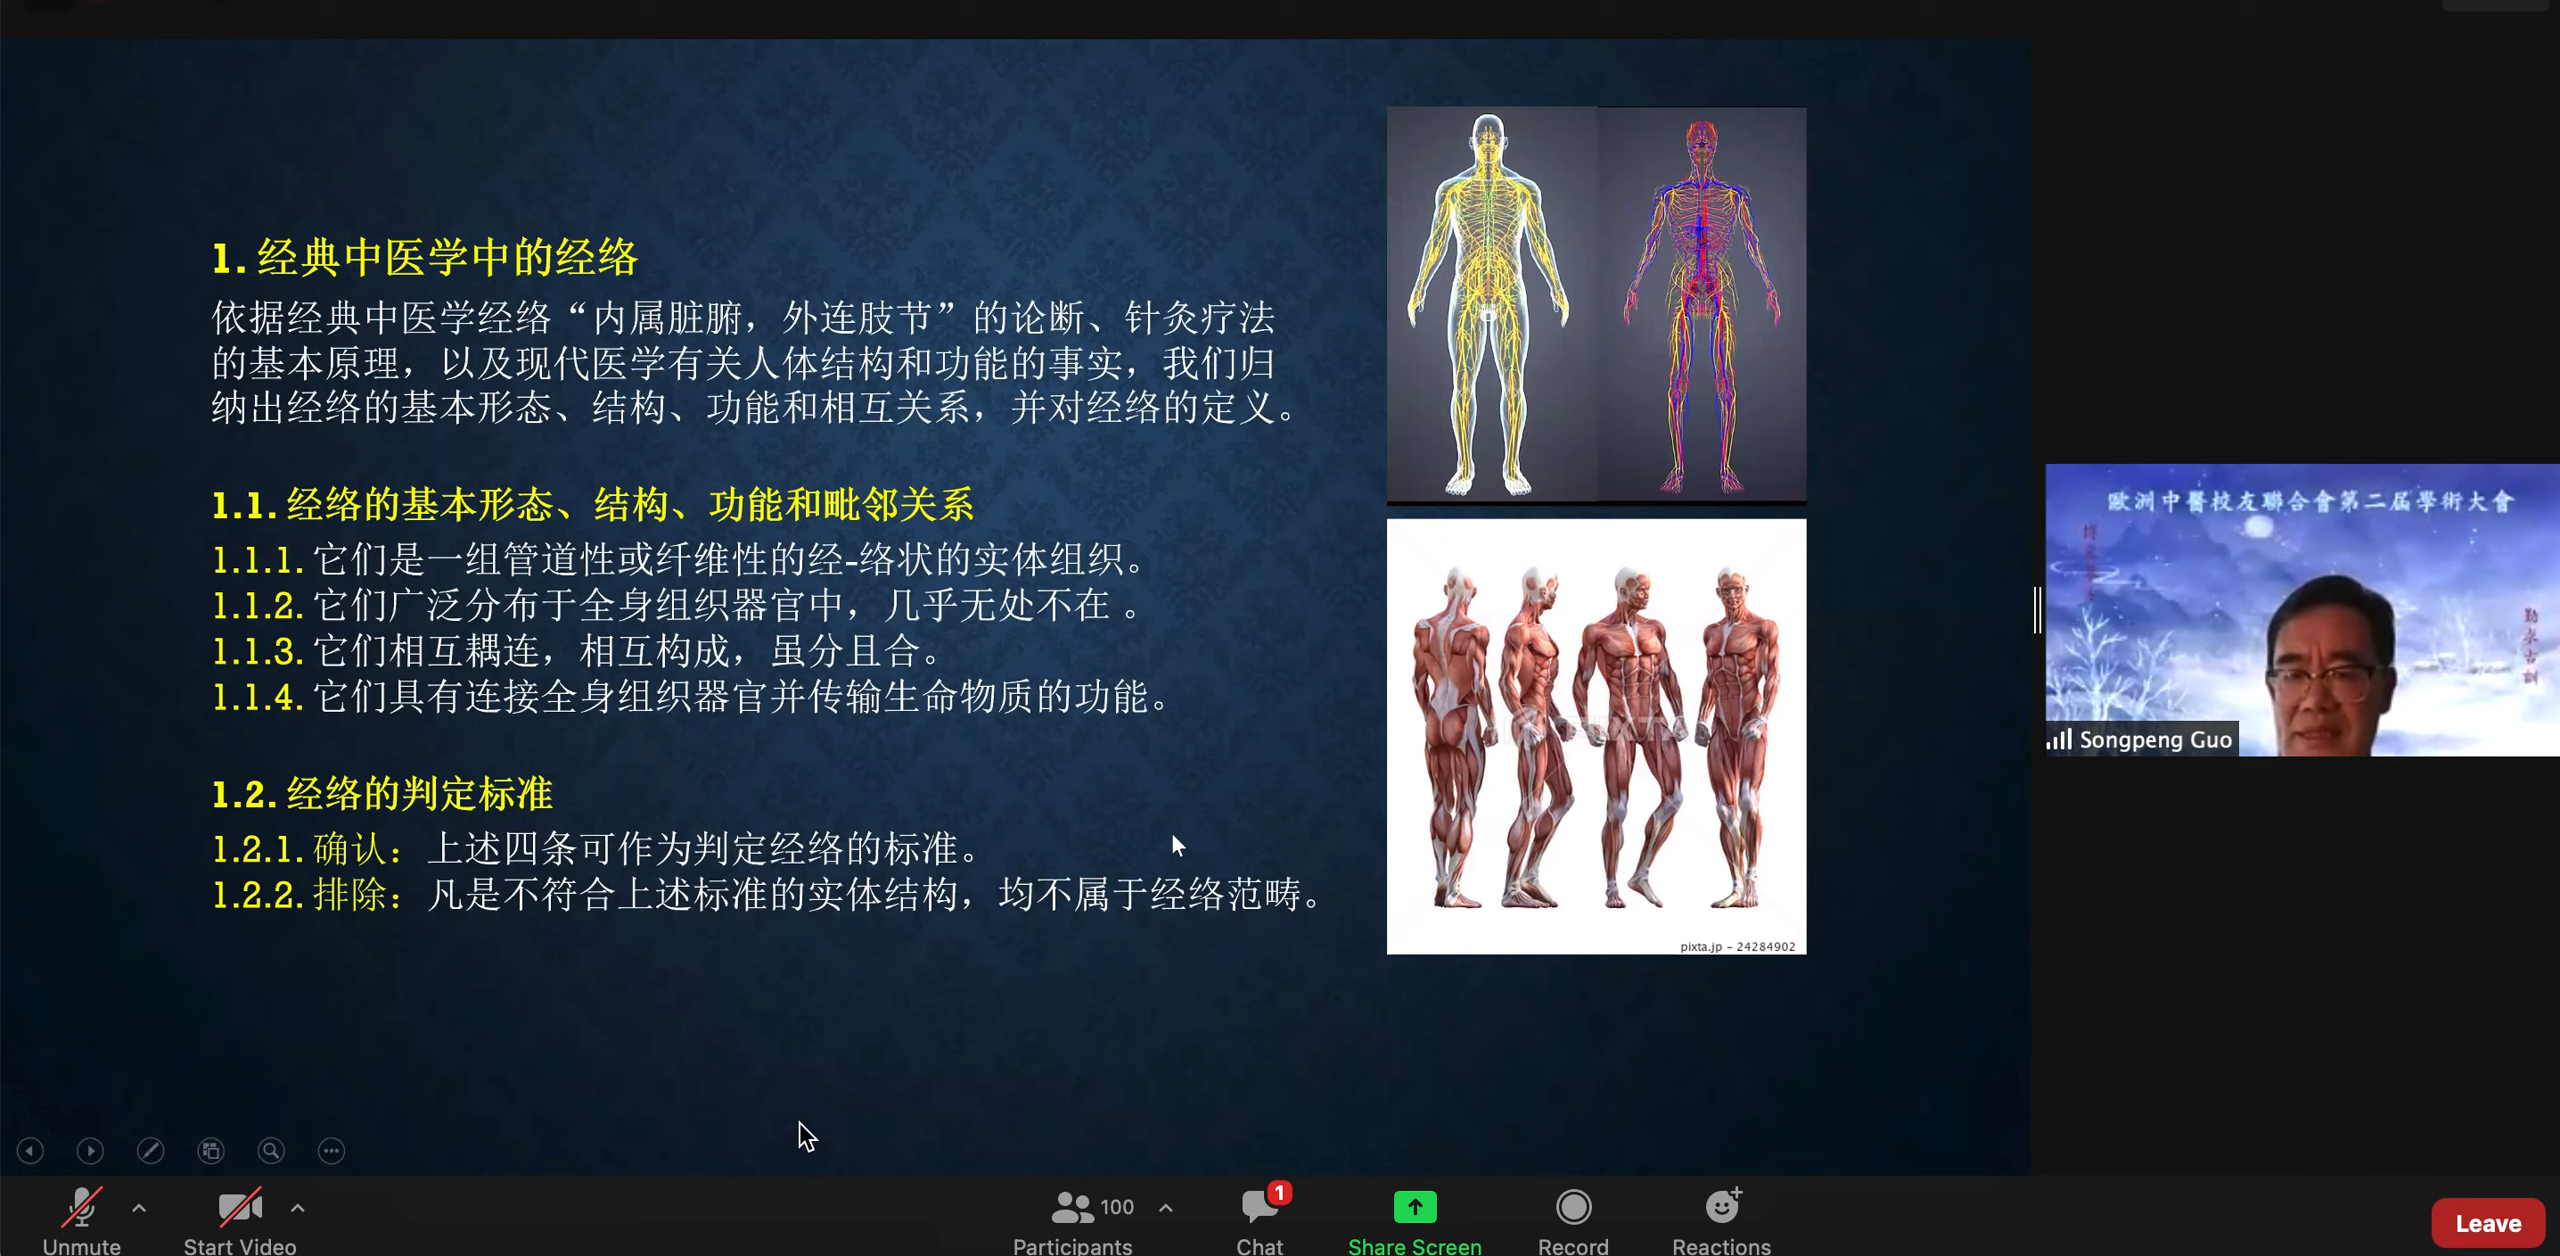 1. 经典中医学中的经络
依据经典中医学经络“内属脏腑，外连肢节”的论断、针灸疗法
的基本原理，以及现代医学有关人体结构和功能的事实，我们归
纳出经络的基本形态、结构、功能和相互关系，并对经络的定义。
1.1. 经络的基本形态、结构、功能和毗邻关系
1.1.1. 它们是一组管道性或纤维性的经-络状的实体组织。
1.1.2. 它们广泛分布于全身组织器官中，几乎无处不在 。
1.1.3. 它们相互耦连，相互构成，虽分且合。
1.1.4. 它们具有连接全身组织器官并传输生命物质的功能。
1.2. 经络的判定标准
1.2.1. 确认：上述四条可作为判定经络的标准。
1.2.2. 排除：凡是不符合上述标准的实体结构，均不属于经络范畴。
pixta.jp - 24284902
歐洲中醫校友聯合會第二屆學術大會
Songpeng Guo
Unmute
Start Video
100
Participants
1
Chat
Share Screen
Record
Reactions
Leave